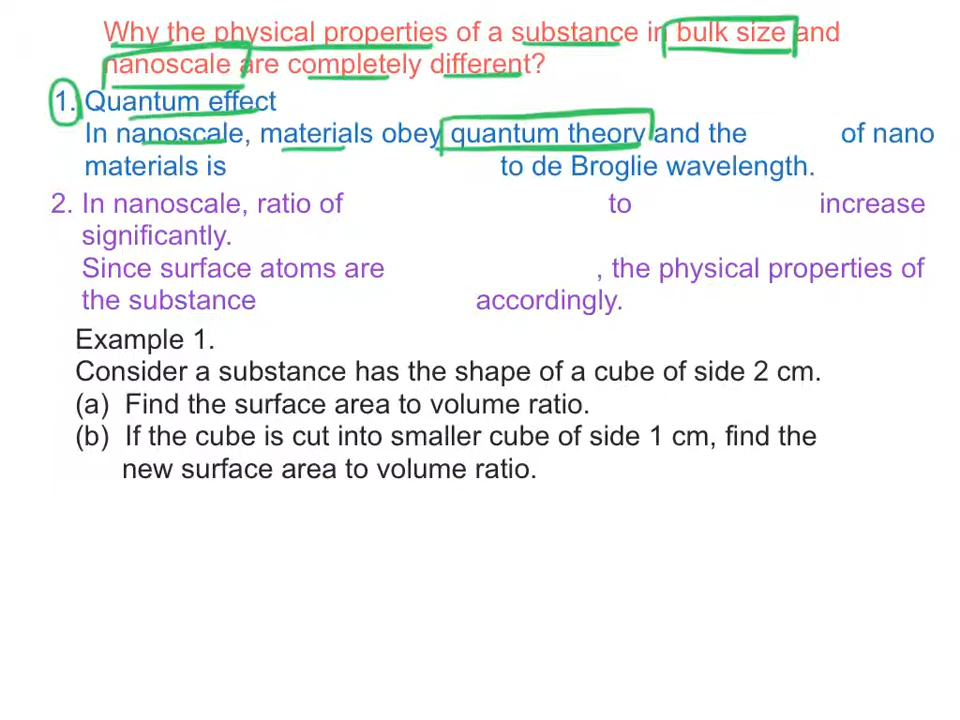 Why the physical properties of a substance in bulk size and
nanoscale are completely different?
1. Quantum effect
In nanoscale, materials obey quantum theory and the of nano
materials is to de Broglie wavelength.
2. In nanoscale, ratio of to increase
significantly.
Since surface atoms are , the physical properties of
the substance accordingly.
Example 1.
Consider a substance has the shape of a cube of side 2 cm.
(a) Find the surface area to volume ratio.
(b) If the cube is cut into smaller cube of side 1 cm, find the
new surface area to volume ratio.